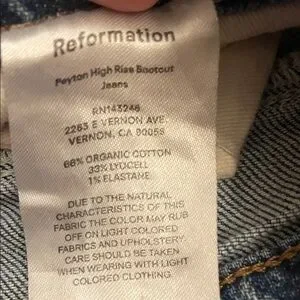 Reformation
Peyton High Rise Bootcut
Jeans
RN143246
2263 E VERNON AVE.
VERNON, CA 90058
66% ORGANIC COTTON
33% LYOCELL
1% ELASTANE
DUE TO THE NATURAL
CHARACTERISTICS OF THIS
FABRIC THE COLOR MAY RUB
OFF ON LIGHT COLORED
FABRICS AND UPHOLSTERY.
CARE SHOULD BE TAKEN
WHEN WEARING WITH LIGHT
COLORED CLOTHING.